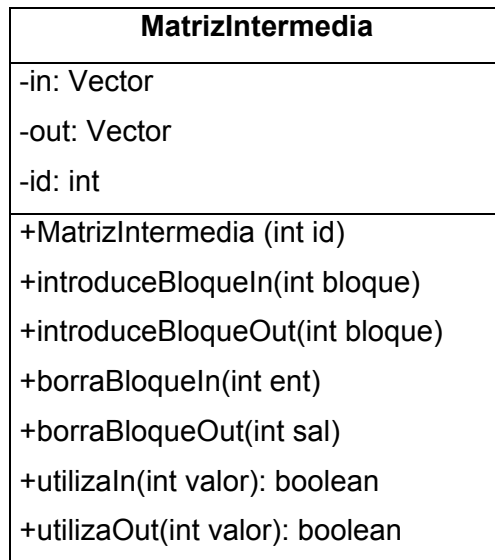 MatrizIntermedia
-in: Vector
-out: Vector
-id: int
+MatrizIntermedia (int id)
+introduceBloqueIn(int bloque)
+introduceBloqueOut(int bloque)
+borraBloqueIn(int ent)
+borraBloqueOut(int sal)
+utilizaIn(int valor): boolean
+utilizaOut(int valor): boolean